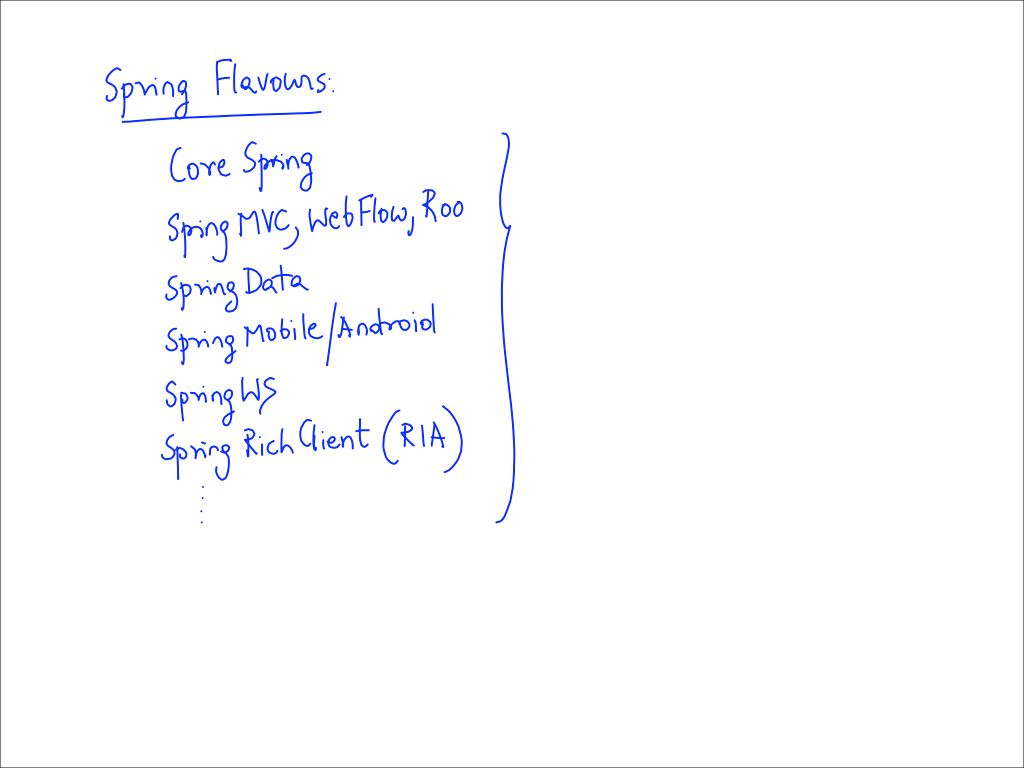 Spring Flavours:
Core Spring
Spring MVC, WebFlow, Roo
Spring Data
Spring Mobile/Android
Spring WS
Spring Rich Client (RIA)